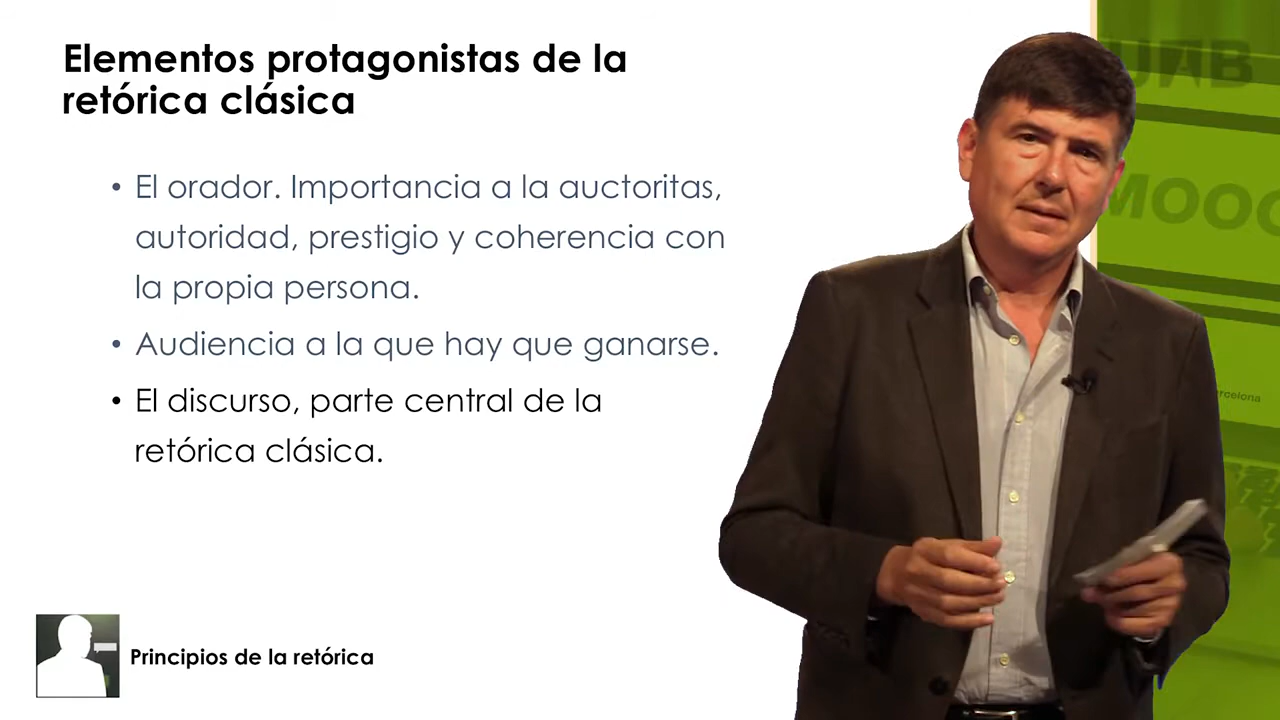 Elementos protagonistas de la
retórica clásica
• El orador. Importancia a la auctoritas,
autoridad, prestigio y coherencia con
la propia persona.
• Audiencia a la que hay que ganarse.
• El discurso, parte central de la
retórica clásica.
Principios de la retórica
UAB
MOOC